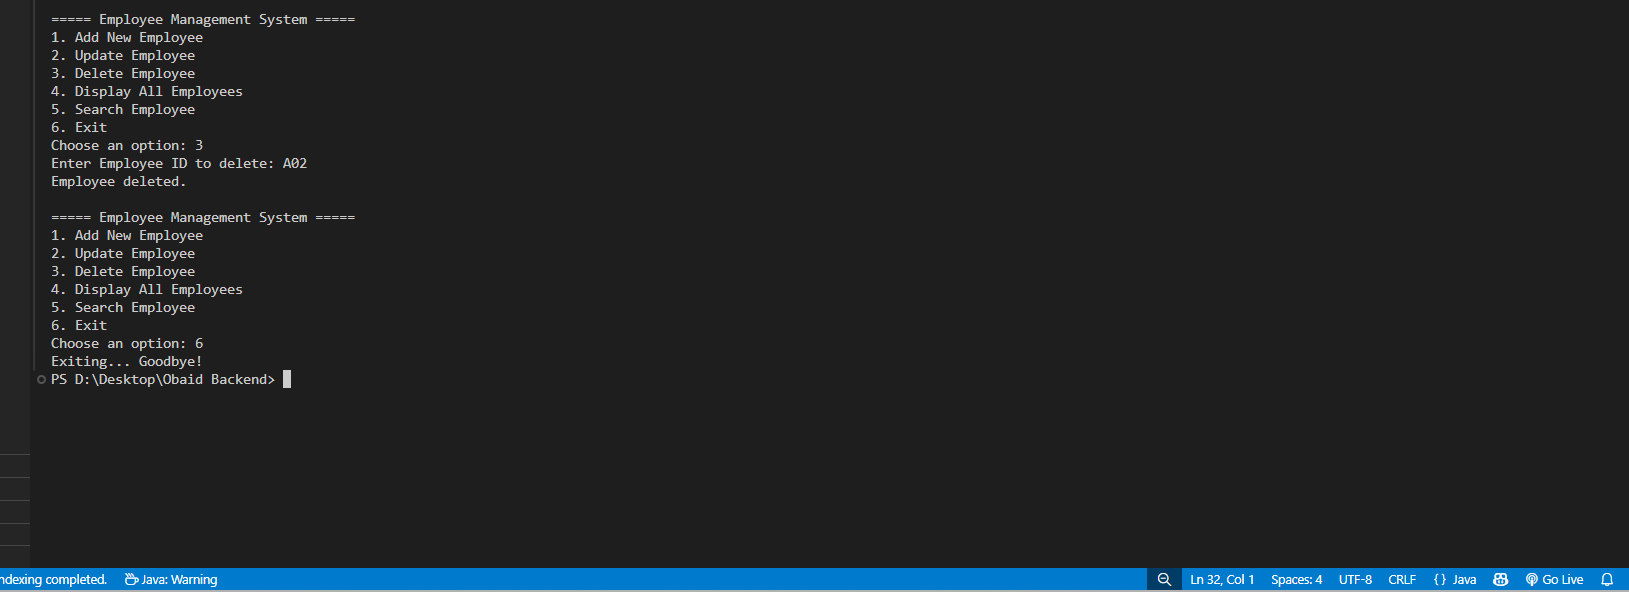 ===== Employee Management System =====
1. Add New Employee
2. Update Employee
3. Delete Employee
4. Display All Employees
5. Search Employee
6. Exit
Choose an option: 3
Enter Employee ID to delete: A02
Employee deleted.
===== Employee Management System =====
1. Add New Employee
2. Update Employee
3. Delete Employee
4. Display All Employees
5. Search Employee
6. Exit
Choose an option: 6
Exiting... Goodbye!
PS D:\Desktop\Obaid Backend>
ndexing completed. Java: Warning Ln 32, Col 1 Spaces: 4 UTF-8 CRLF {} Java Go Live